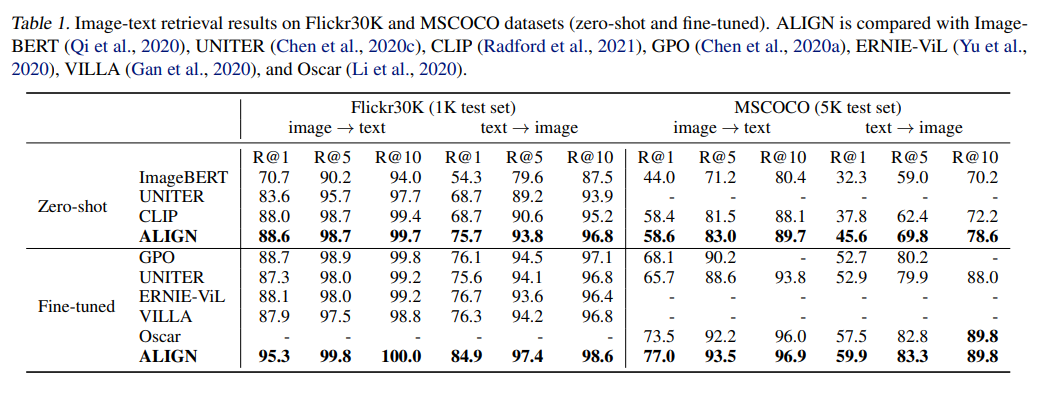 Table 1. Image-text retrieval results on Flickr30K and MSCOCO datasets (zero-shot and fine-tuned). ALIGN is compared with Image-
BERT (Qi et al., 2020), UNITER (Chen et al., 2020c), CLIP (Radford et al., 2021), GPO (Chen et al., 2020a), ERNIE-ViL (Yu et al.,
2020), VILLA (Gan et al., 2020), and Oscar (Li et al., 2020).
Flickr30K (1K test set) MSCOCO (5K test set)
image → text text → image image → text text → image
R@1 R@5 R@10 R@1 R@5 R@10 R@1 R@5 R@10 R@1 R@5 R@10
Zero-shot
ImageBERT 70.7 90.2 94.0 54.3 79.6 87.5 44.0 71.2 80.4 32.3 59.0 70.2
UNITER 83.6 95.7 97.7 68.7 89.2 93.9 - - - - - -
CLIP 88.0 98.7 99.4 68.7 90.6 95.2 58.4 81.5 88.1 37.8 62.4 72.2
ALIGN 88.6 98.7 99.7 75.7 93.8 96.8 58.6 83.0 89.7 45.6 69.8 78.6
Fine-tuned
GPO 88.7 98.9 99.8 76.1 94.5 97.1 68.1 90.2 - 52.7 80.2 -
UNITER 87.3 98.0 99.2 75.6 94.1 96.8 65.7 88.6 93.8 52.9 79.9 88.0
ERNIE-ViL 88.1 98.0 99.2 76.7 93.6 96.4 - - - - - -
VILLA 87.9 97.5 98.8 76.3 94.2 96.8 - - - - - -
Oscar - - - - - - 73.5 92.2 96.0 57.5 82.8 89.8
ALIGN 95.3 99.8 100.0 84.9 97.4 98.6 77.0 93.5 96.9 59.9 83.3 89.8